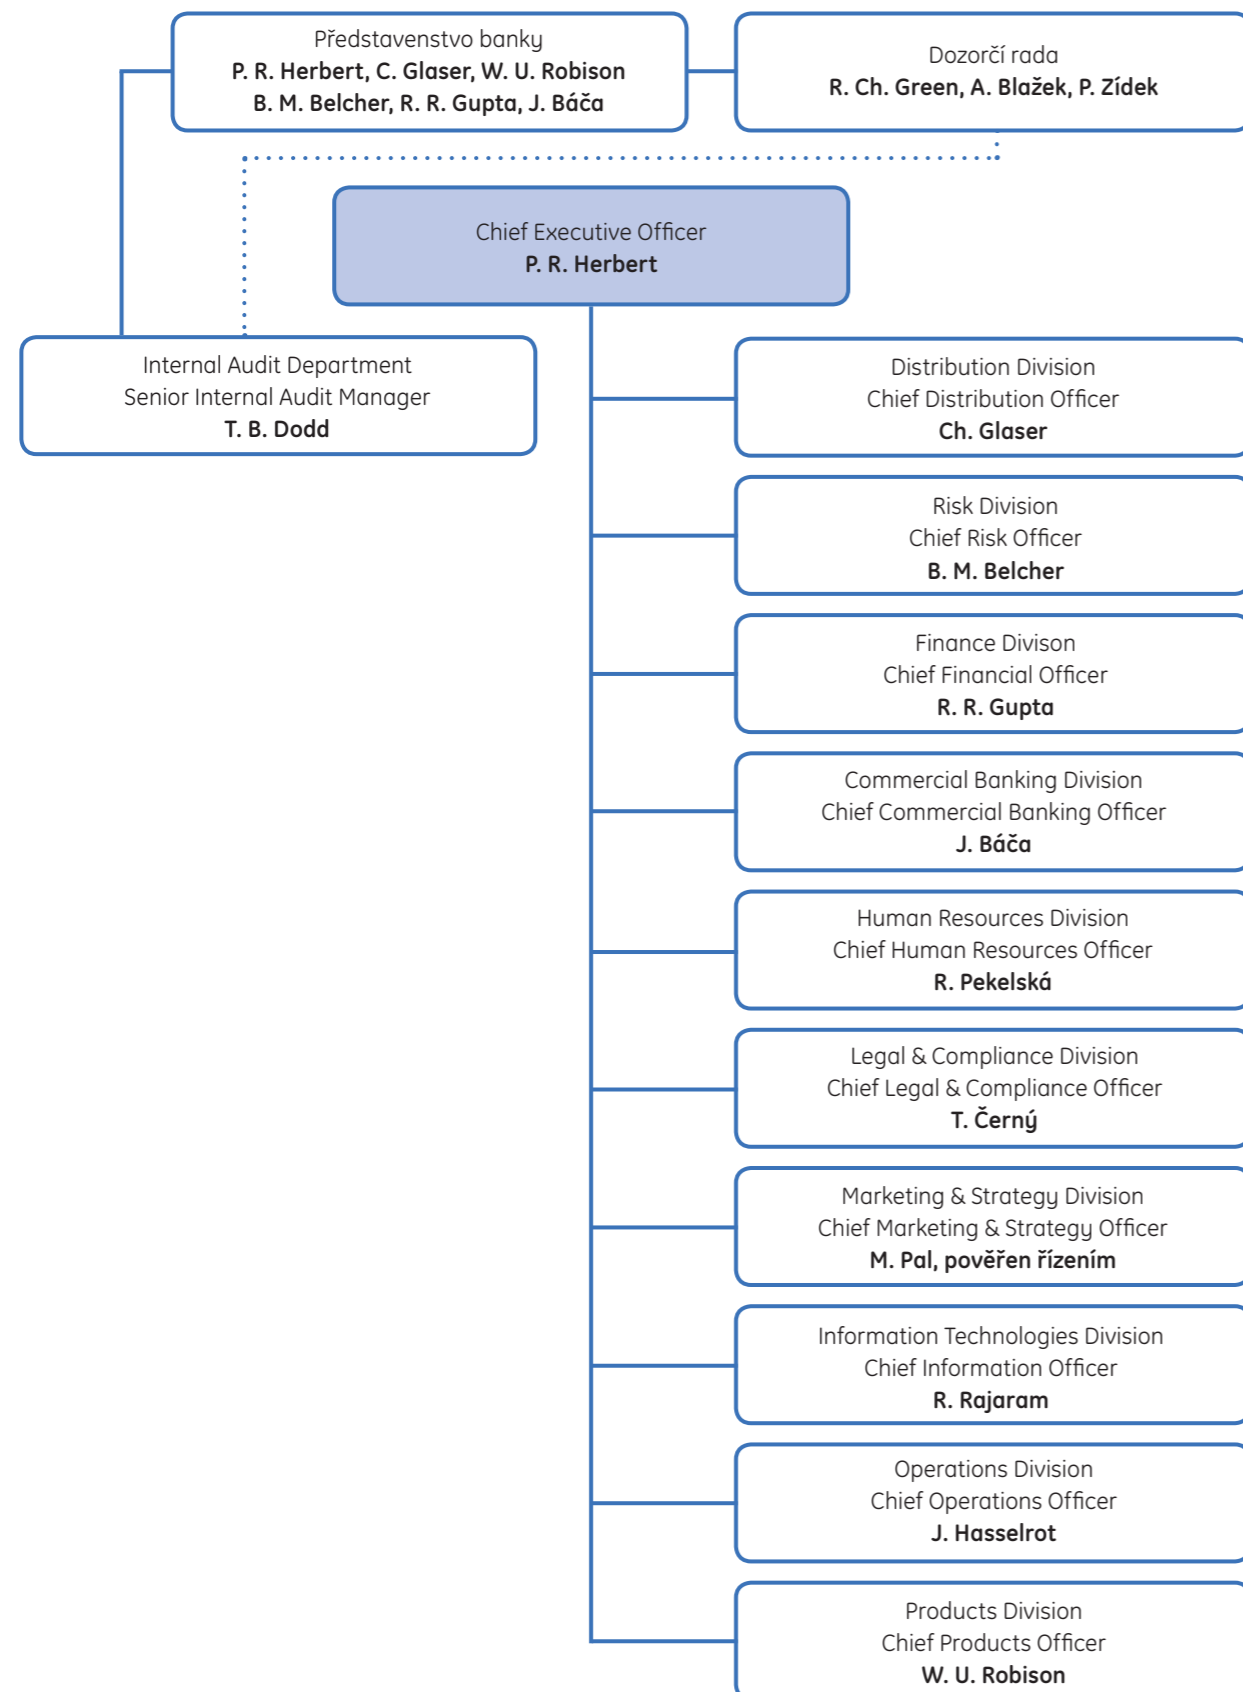 Představenstvo banky
P. R. Herbert, C. Glaser, W. U. Robison
B. M. Belcher, R. R. Gupta, J. Báča
Dozorčí rada
R. Ch. Green, A. Blažek, P. Zídek
Chief Executive Officer
P. R. Herbert
Internal Audit Department
Senior Internal Audit Manager
T. B. Dodd
Distribution Division
Chief Distribution Officer
Ch. Glaser
Risk Division
Chief Risk Officer
B. M. Belcher
Finance Divison
Chief Financial Officer
R. R. Gupta
Commercial Banking Division
Chief Commercial Banking Officer
J. Báča
Human Resources Division
Chief Human Resources Officer
R. Pekelská
Legal & Compliance Division
Chief Legal & Compliance Officer
T. Černý
Marketing & Strategy Division
Chief Marketing & Strategy Officer
M. Pal, pověřen řízením
Information Technologies Division
Chief Information Officer
R. Rajaram
Operations Division
Chief Operations Officer
J. Hasselrot
Products Division
Chief Products Officer
W. U. Robison